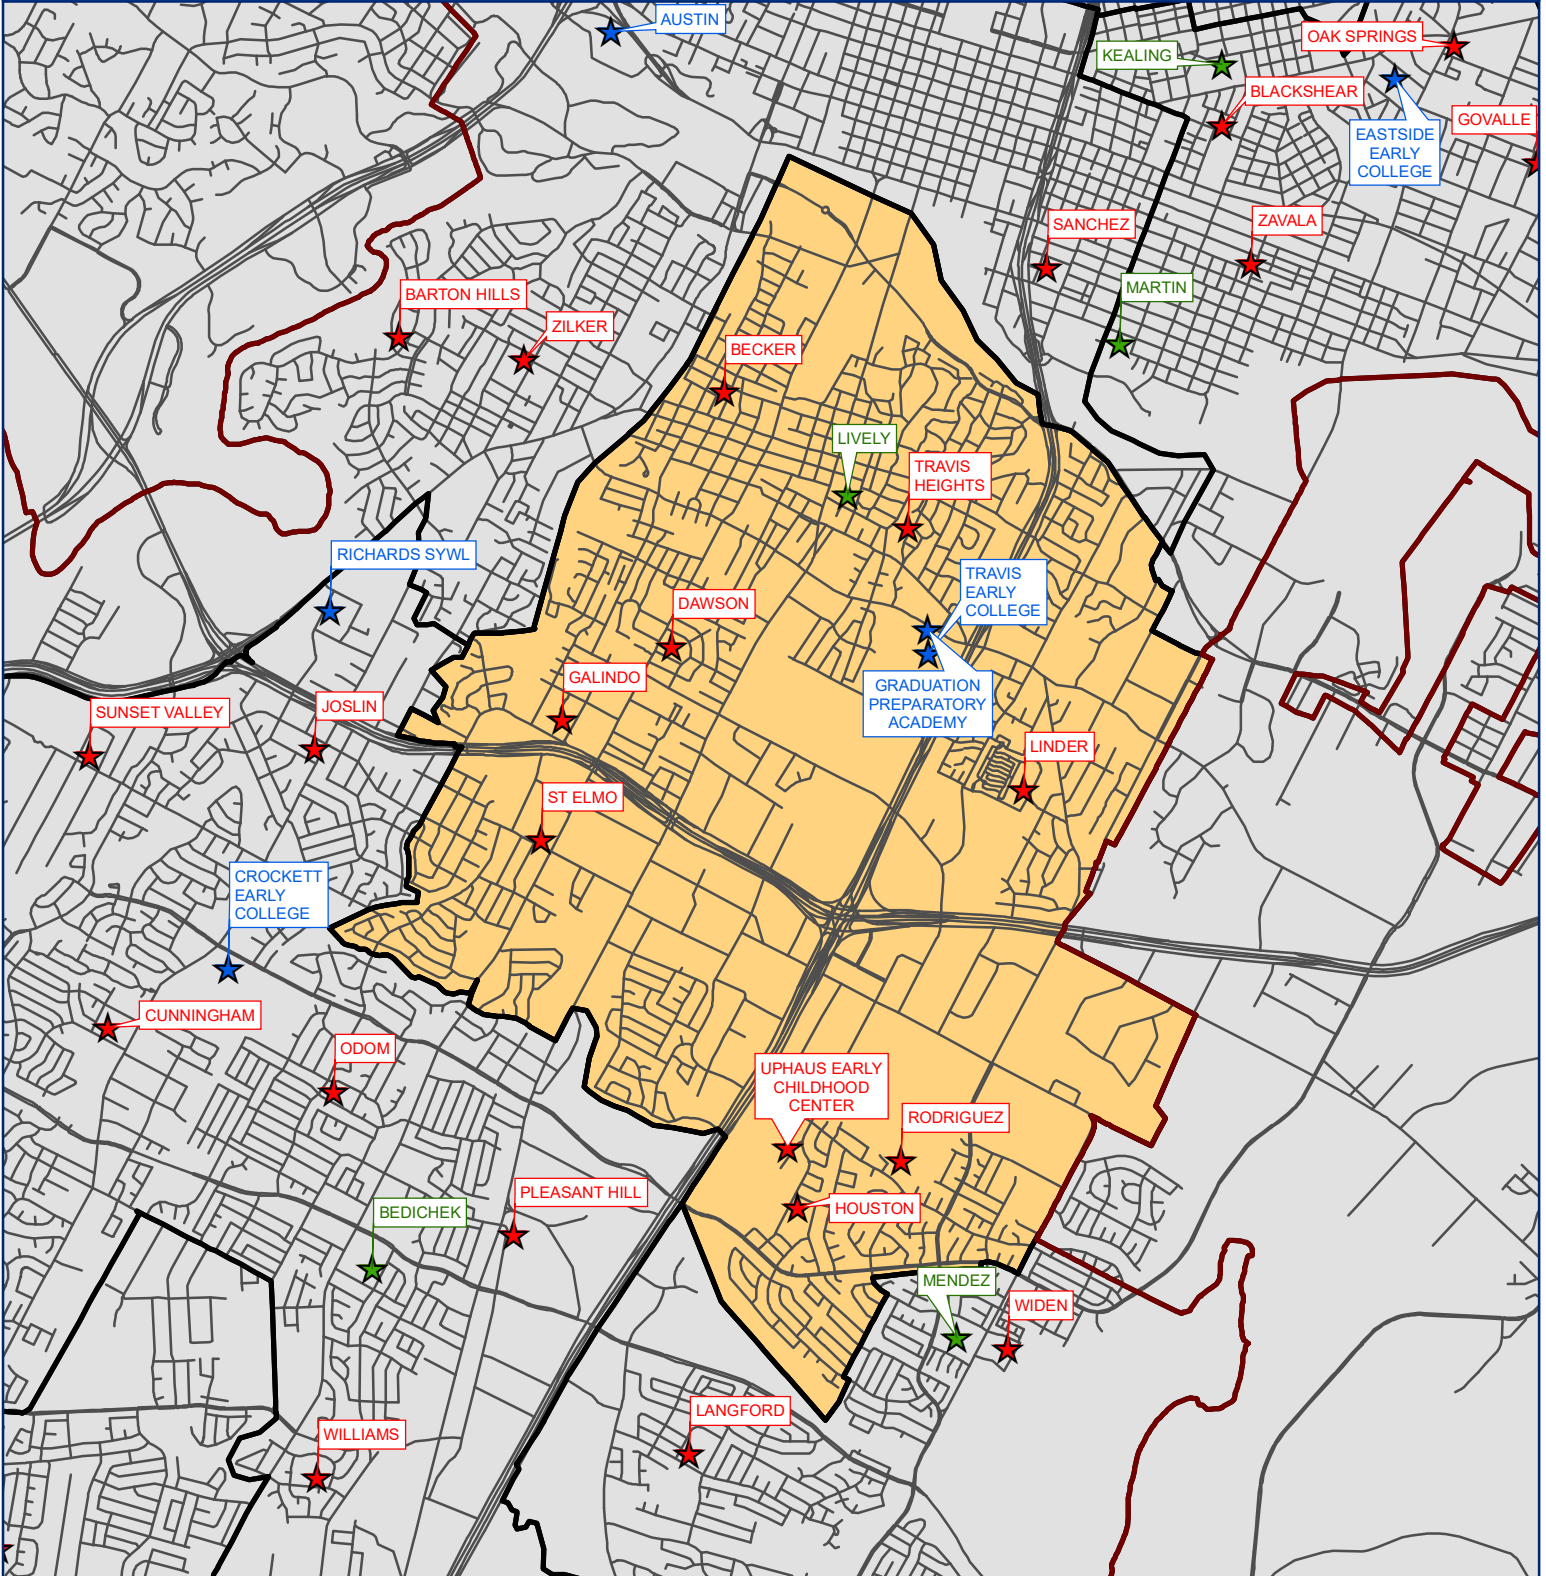 AUSTIN
OAK SPRINGS
KEALING
BLACKSHEAR
GOVALLE
EASTSIDE
EARLY
COLLEGE
SANCHEZ
ZAVALA
MARTIN
BARTON HILLS
ZILKER
BECKER
LIVELY
TRAVIS
HEIGHTS
RICHARDS SYWL
TRAVIS
EARLY
COLLEGE
DAWSON
GALINDO
GRADUATION
PREPARATORY
ACADEMY
SUNSET VALLEY
JOSLIN
LINDER
ST ELMO
CROCKETT
EARLY
COLLEGE
CUNNINGHAM
ODOM
UPHAUS EARLY
CHILDHOOD
CENTER
RODRIGUEZ
PLEASANT HILL
BEDICHEK
HOUSTON
MENDEZ
WIDEN
LANGFORD
WILLIAMS